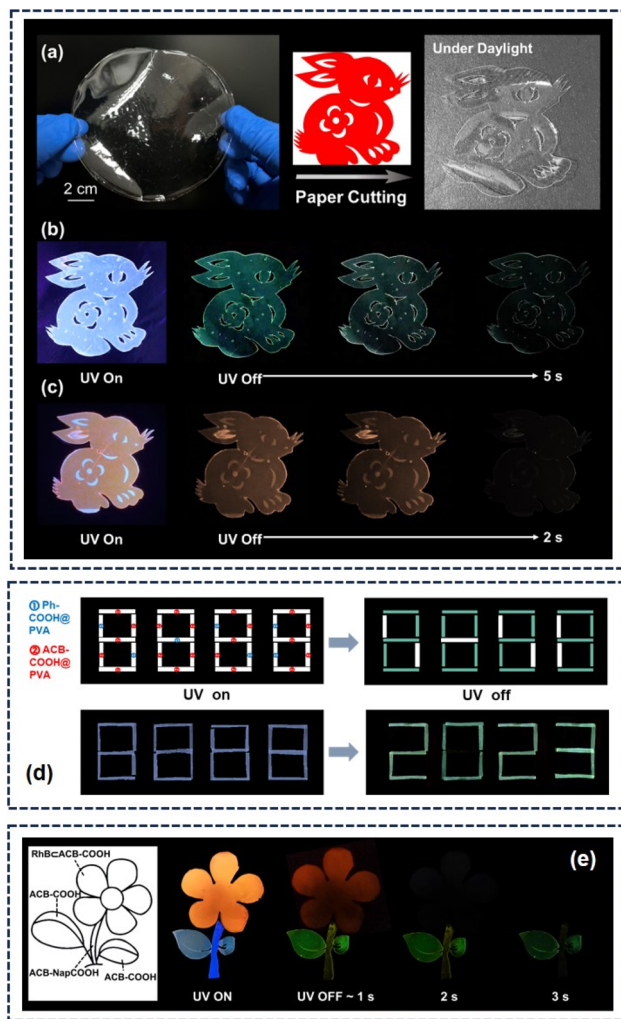 (a)
2 cm
Paper Cutting
Under Daylight
(b)
UV On
UV Off
5 s
(c)
UV On
UV Off
2 s
① Ph-
COOH@
PVA
② ACB-
COOH@
PVA
UV on
UV off
(d)
8888
2023
(e)
RhB⊂ACB-COOH
ACB-COOH
ACB-NapCOOH
ACB-COOH
UV ON
UV OFF ~ 1 s
2 s
3 s